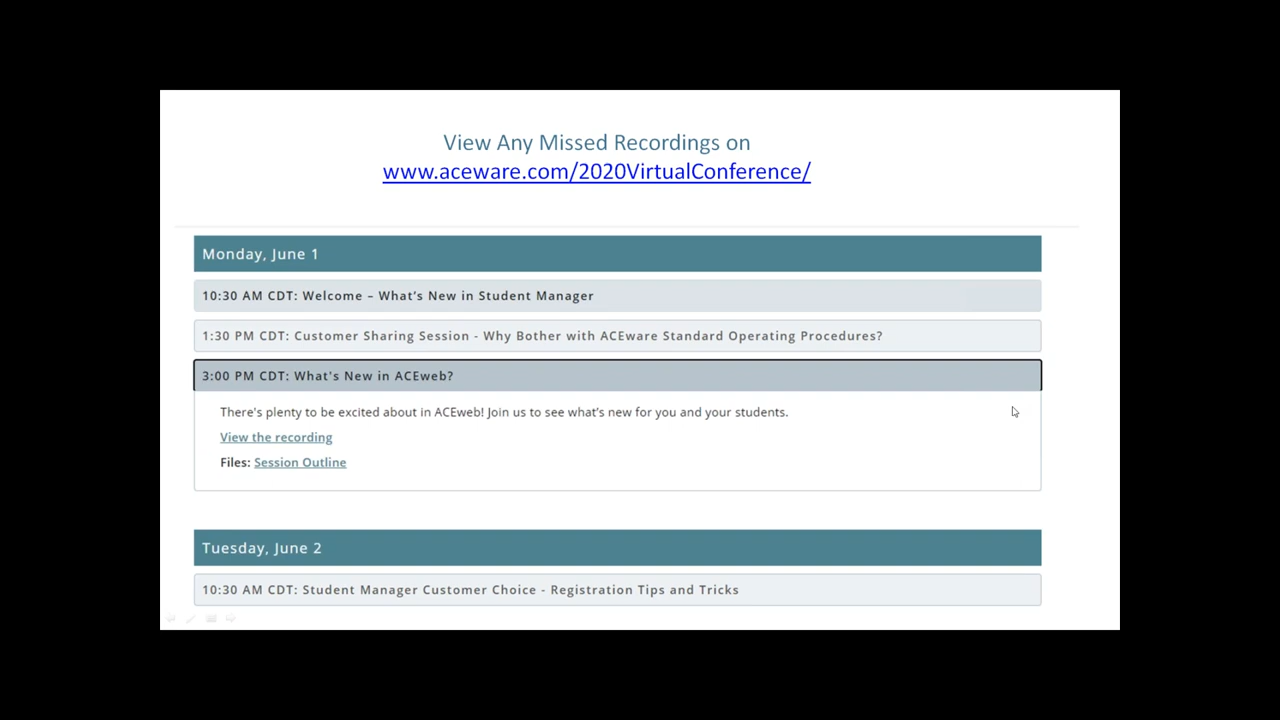 View Any Missed Recordings on
www.aceware.com/2020VirtualConference/
Monday, June 1
10:30 AM CDT: Welcome – What’s New in Student Manager
1:30 PM CDT: Customer Sharing Session - Why Bother with ACEware Standard Operating Procedures?
3:00 PM CDT: What's New in ACEweb?
There's plenty to be excited about in ACEweb! Join us to see what’s new for you and your students.
View the recording
Files: Session Outline
Tuesday, June 2
10:30 AM CDT: Student Manager Customer Choice - Registration Tips and Tricks